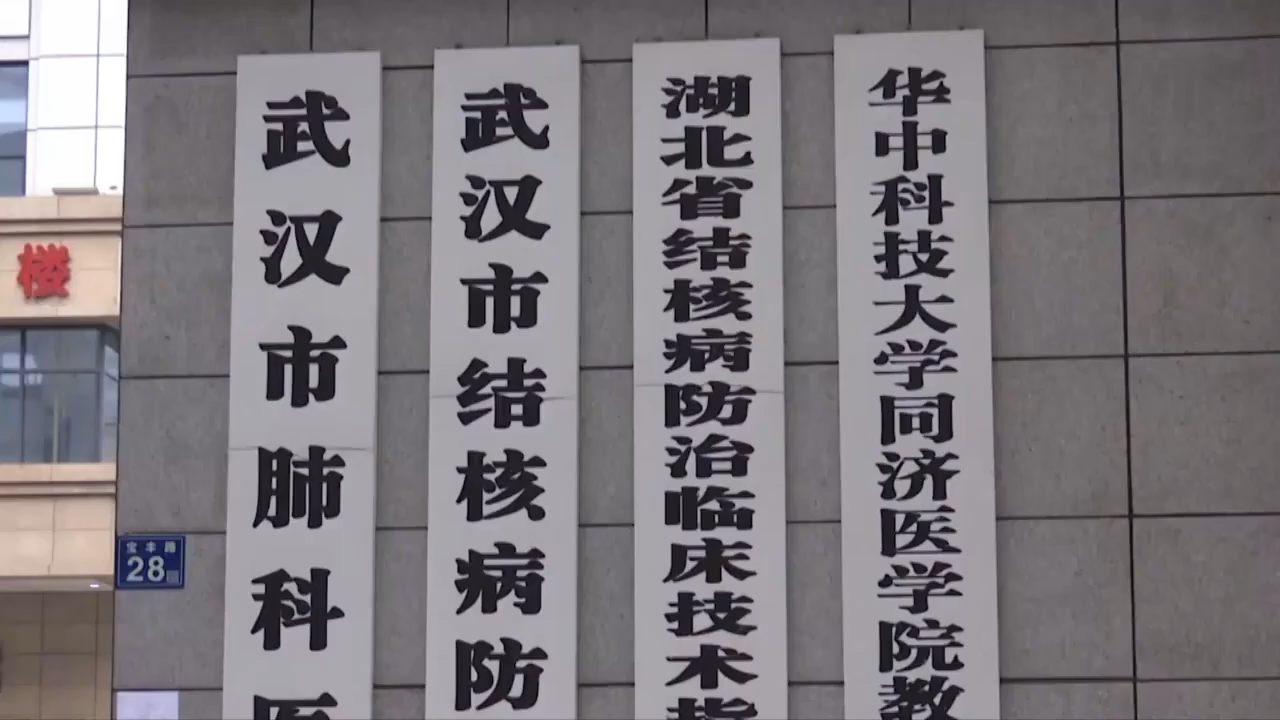 武汉市肺科医
武汉市结核病防
湖北省结核病防治临床技术指
华中科技大学同济医学院教
楼
宝丰路
28